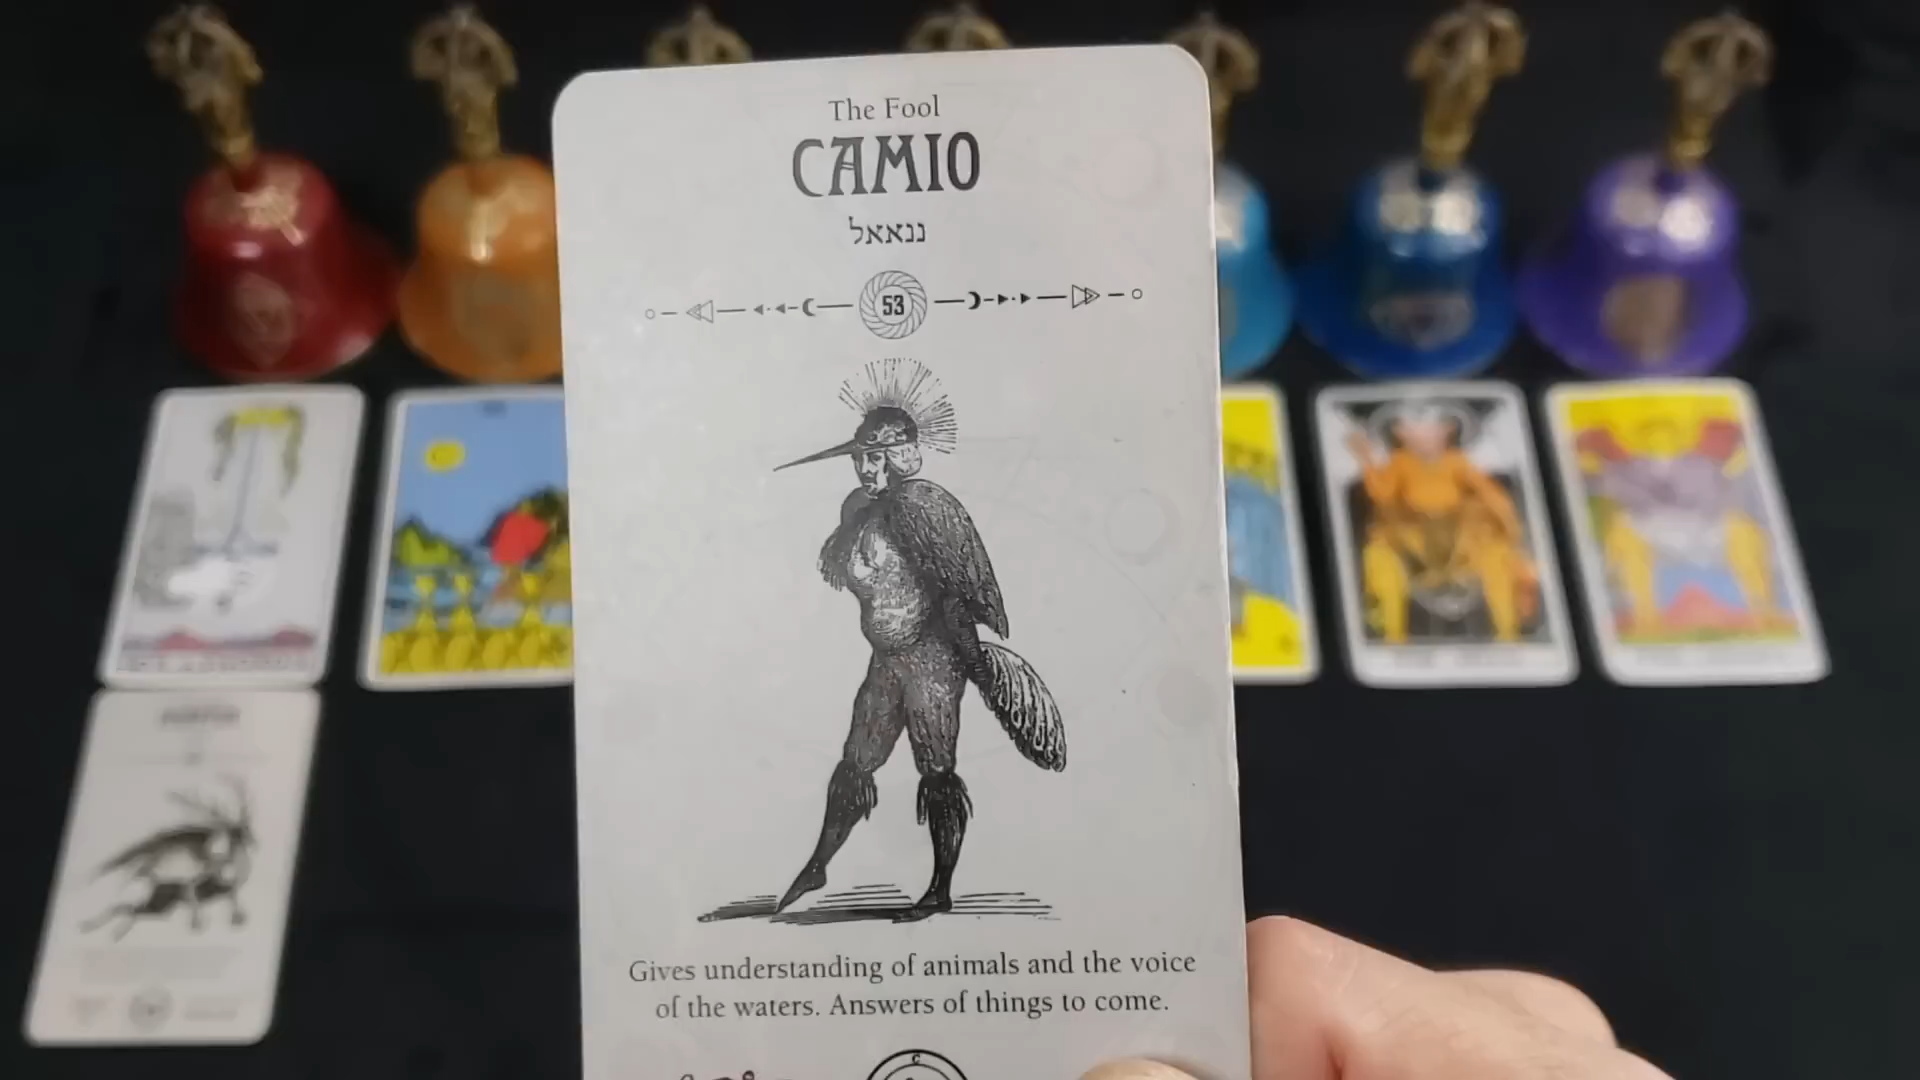 The Fool
CAMIO
ננאאל
53
Gives understanding of animals and the voice
of the waters. Answers of things to come.
C